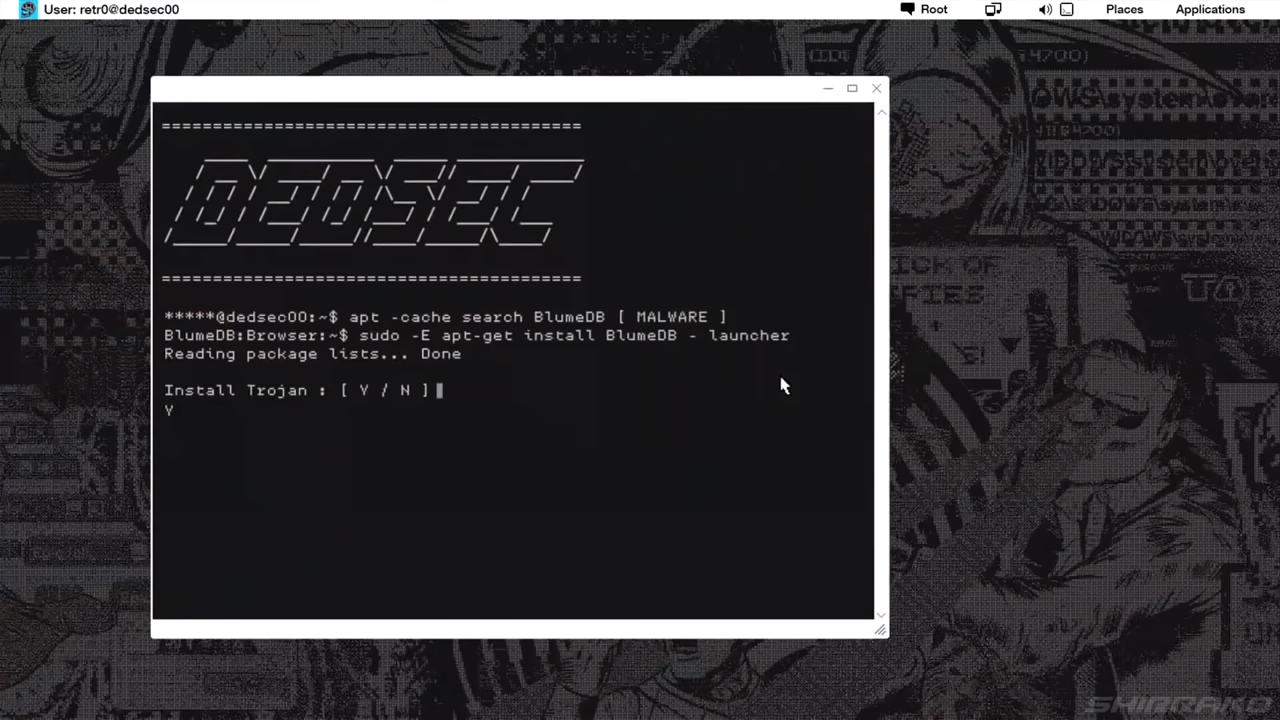 User: retr0@dedsec00
Root
Places
Applications
=========================================
DEDSEC
=========================================
*****@dedsec00:~$ apt -cache search BlumeDB [ MALWARE ]
BlumeDB:Browser:~$ sudo -E apt-get install BlumeDB - launcher
Reading package lists... Done
Install Trojan : [ Y / N ]
Y